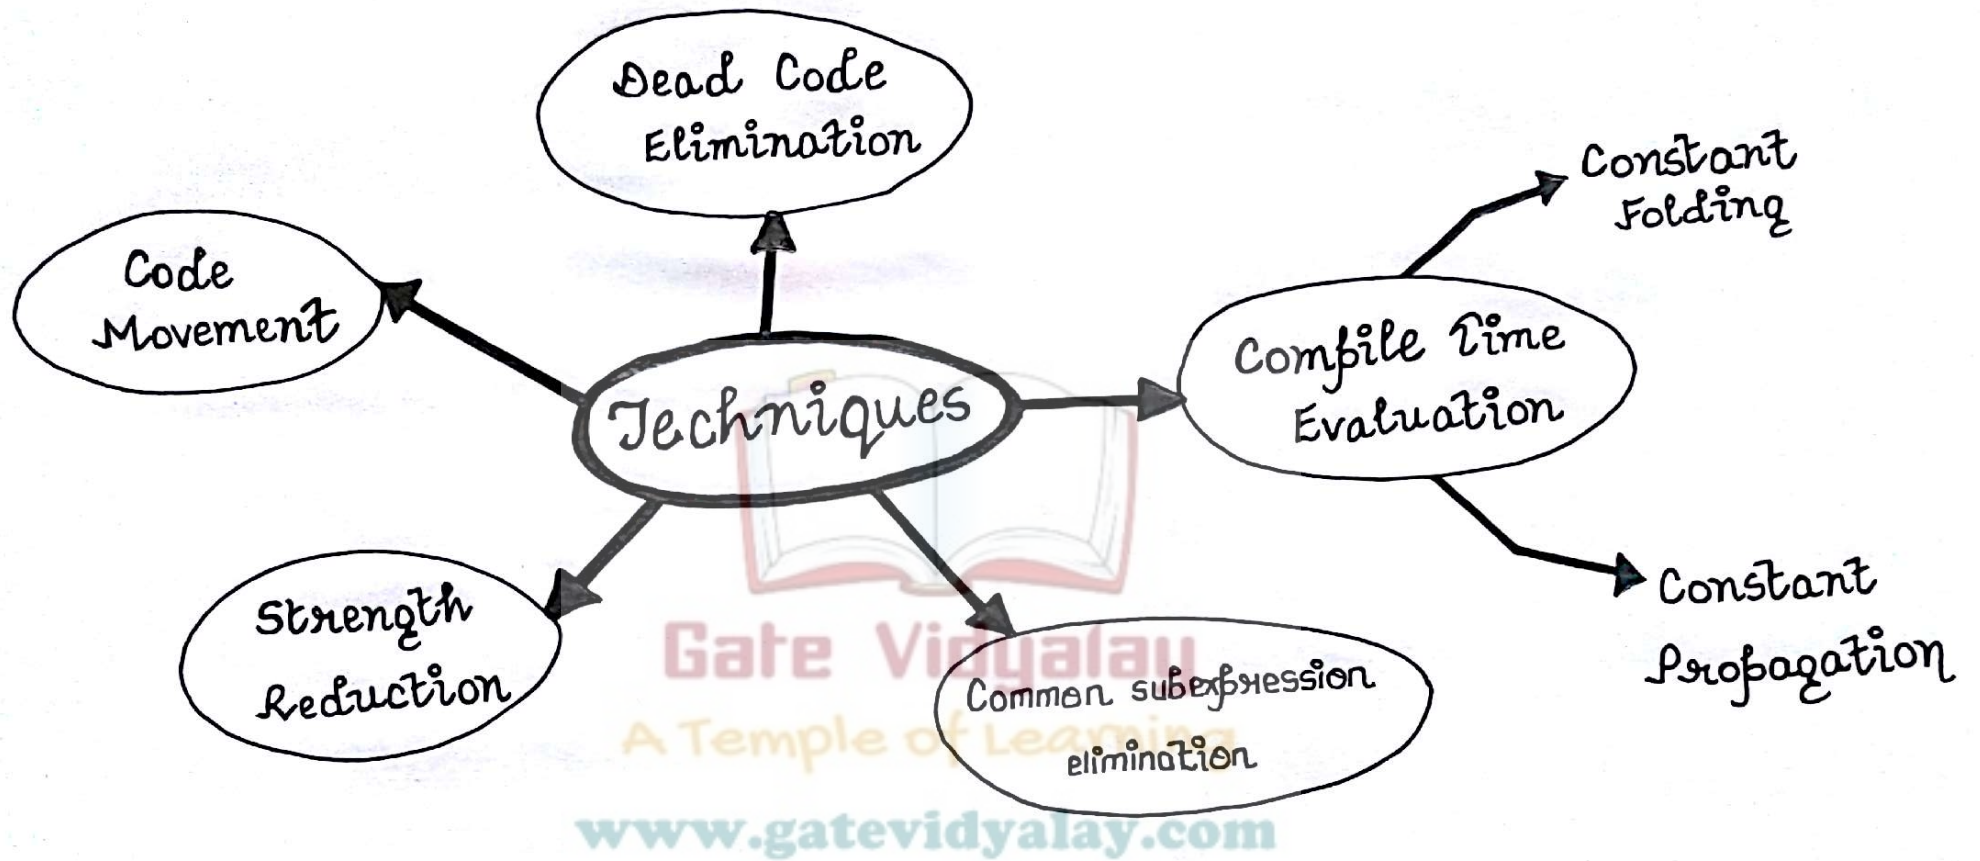 Dead Code
Elimination
Constant
Folding
Code
Movement
Compile Time
Evaluation
Techniques
Strength
Reduction
Common subexpression
elimination
Constant
Propagation
Gate Vidyalay
A Temple of Learning
www.gatevidyalay.com